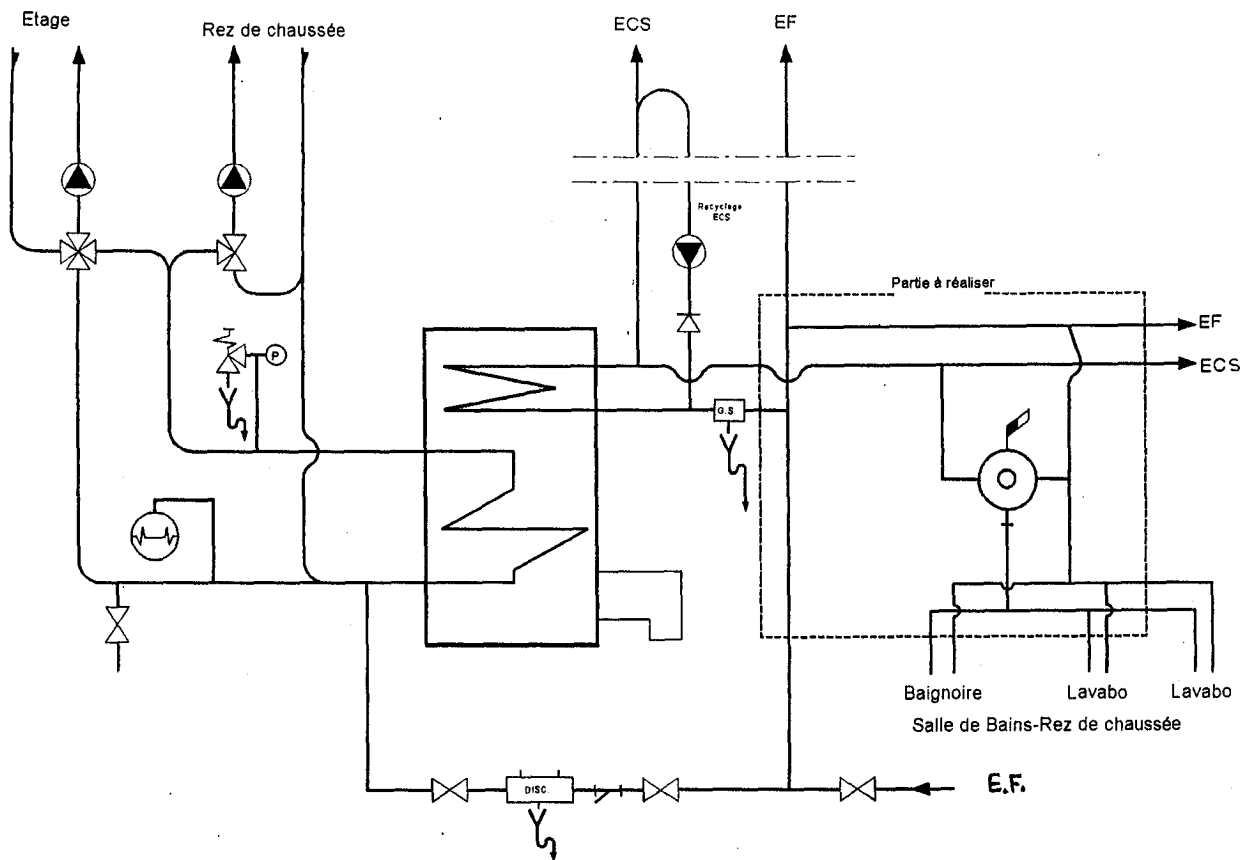 Etage
Rez de chaussée
ECS
EF
Recyclage
ECS
Partie à réaliser
EF
ECS
P
G.S.
Baignoire
Lavabo
Lavabo
Salle de Bains-Rez de chaussée
DISC.
E.F.